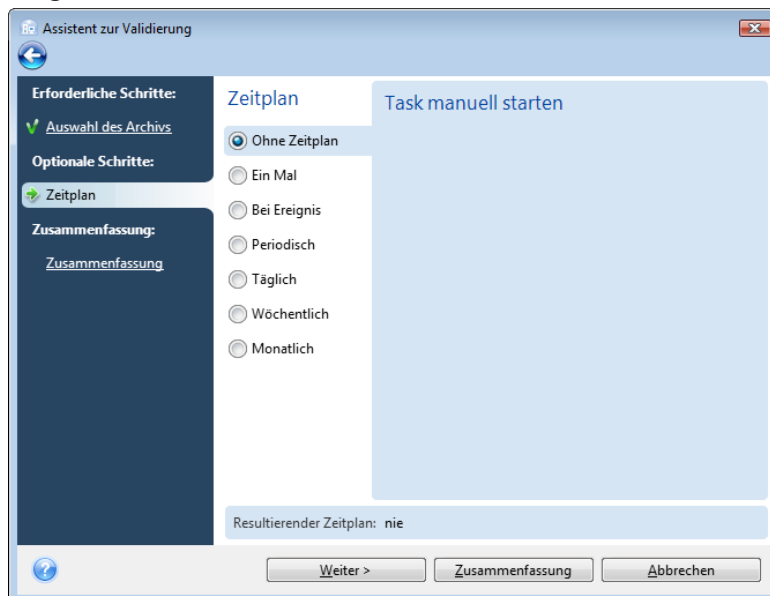 Assistent zur Validierung
Erforderliche Schritte:
Auswahl des Archivs
Optionale Schritte:
Zeitplan
Zusammenfassung:
Zusammenfassung
Zeitplan
Ohne Zeitplan
Ein Mal
Bei Ereignis
Periodisch
Täglich
Wöchentlich
Monatlich
Task manuell starten
Resultierender Zeitplan: nie
Weiter > Zusammenfassung Abbrechen